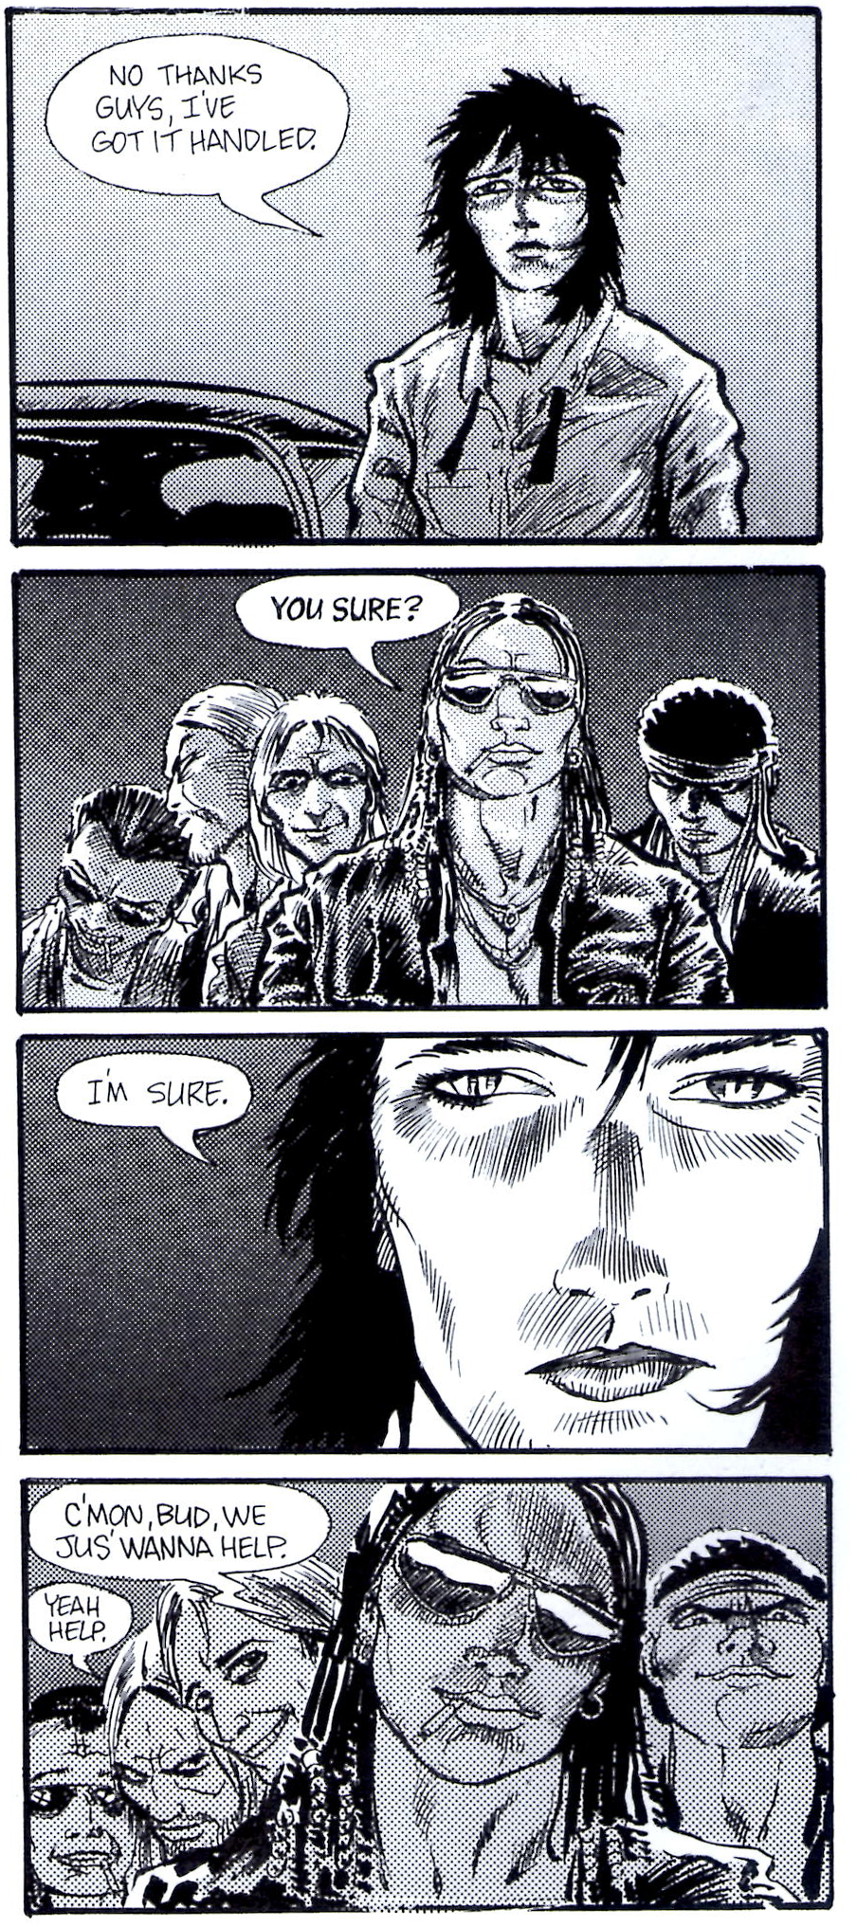 NO THANKS
GUYS, I'VE
GOT IT HANDLED.
YOU SURE?
I'M SURE.
C'MON, BUD, WE
JUS' WANNA HELP.
YEAH
HELP.